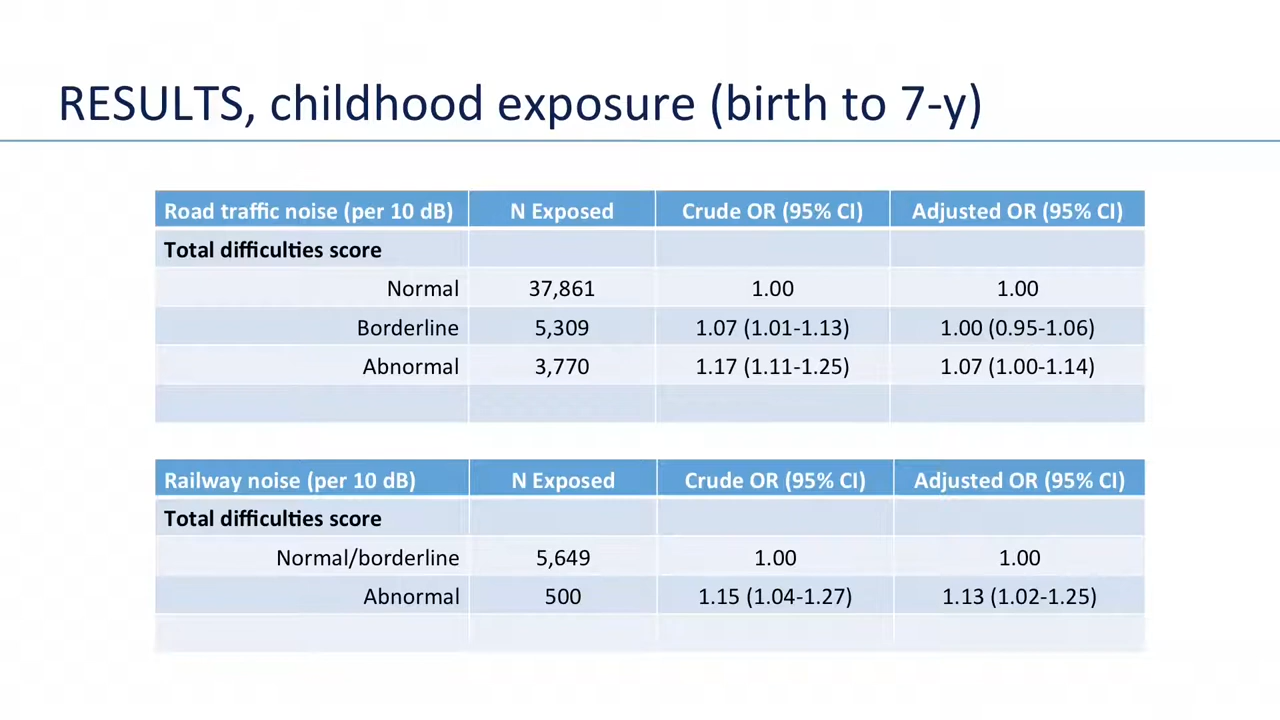 RESULTS, childhood exposure (birth to 7-y)
Road traffic noise (per 10 dB) N Exposed Crude OR (95% CI) Adjusted OR (95% CI)
Total difficulties score
Normal 37,861 1.00 1.00
Borderline 5,309 1.07 (1.01-1.13) 1.00 (0.95-1.06)
Abnormal 3,770 1.17 (1.11-1.25) 1.07 (1.00-1.14)
Railway noise (per 10 dB) N Exposed Crude OR (95% CI) Adjusted OR (95% CI)
Total difficulties score
Normal/borderline 5,649 1.00 1.00
Abnormal 500 1.15 (1.04-1.27) 1.13 (1.02-1.25)